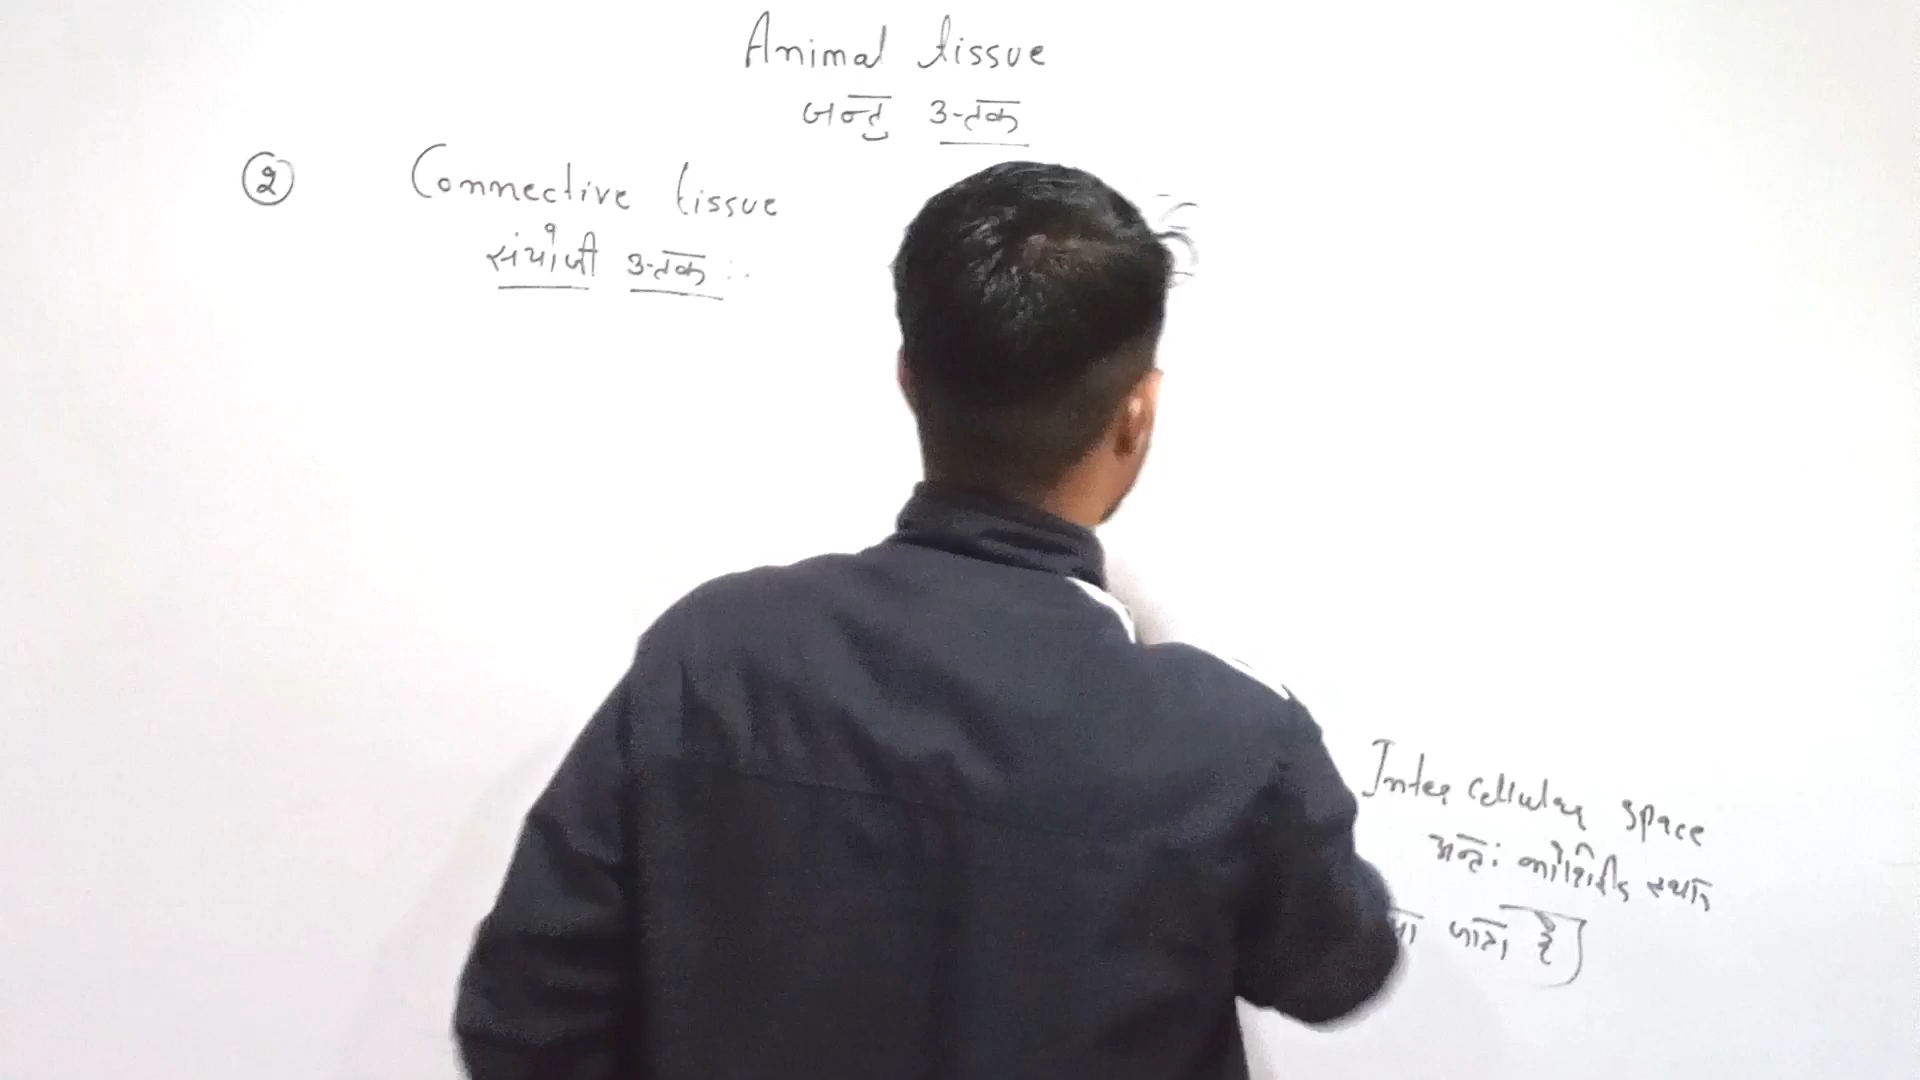 Animal tissue
जन्तु ऊतक
② Connective tissue
संयोजी ऊतक :-
Inter Cellular space
अन्तः कोशिकीय स्थान
जाता है]